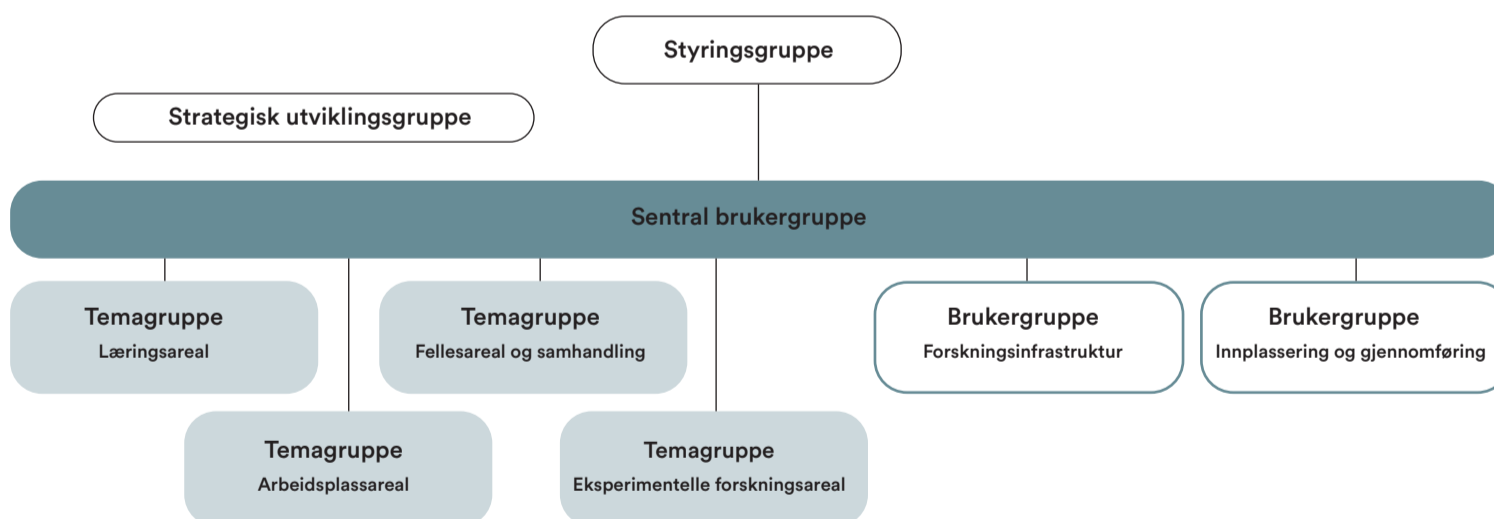 Styringsgruppe
Strategisk utviklingsgruppe
Sentral brukergruppe
Temagruppe
Læringsareal
Temagruppe
Fellesareal og samhandling
Brukergruppe
Forskningsinfrastruktur
Brukergruppe
Innplassering og gjennomføring
Temagruppe
Arbeidsplassareal
Temagruppe
Eksperimentelle forskningsareal